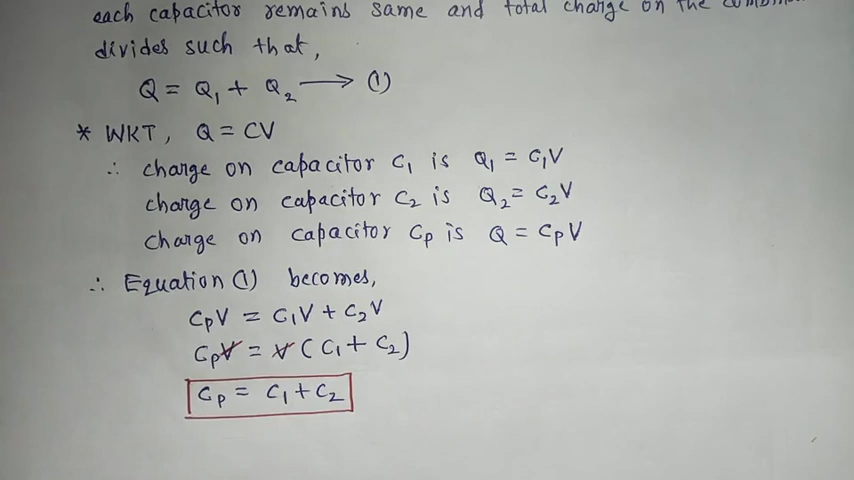 each capacitor remains same and total charge on the
divides such that,
Q = Q₁ + Q₂ ⟶ (1)
* WKT, Q = CV
∴ charge on capacitor C₁ is Q₁ = C₁V
charge on capacitor C₂ is Q₂ = C₂V
charge on capacitor Cp is Q = CpV
∴ Equation (1) becomes,
CpV = C₁V + C₂V
CpV = V (C₁ + C₂)
Cp = C₁ + C₂